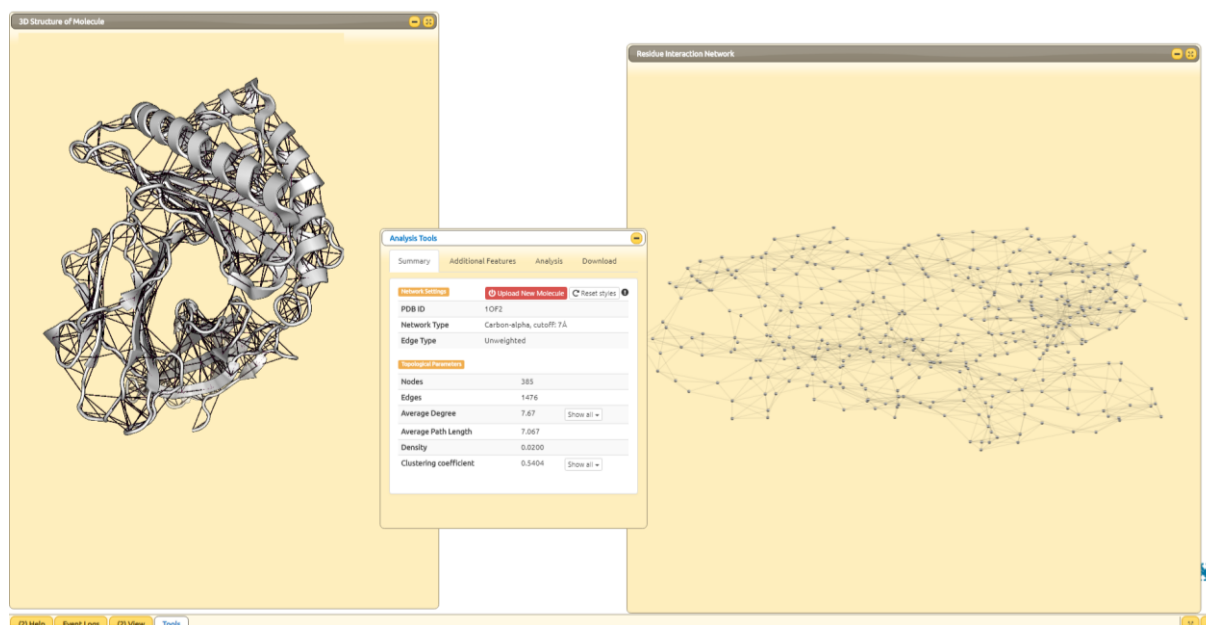 3D Structure of Molecule
Residue Interaction Network
Analysis Tools
Summary Additional Features Analysis Download
Network Settings Upload New Molecule Reset styles
PDB ID 1OF2
Network Type Carbon-alpha, cutoff: 7Å
Edge Type Unweighted
Topological Parameters
Nodes 385
Edges 1476
Average Degree 7.67 Show all
Average Path Length 7.067
Density 0.0200
Clustering coefficient 0.5404 Show all
(?) Help Event Logs (?) View Tools